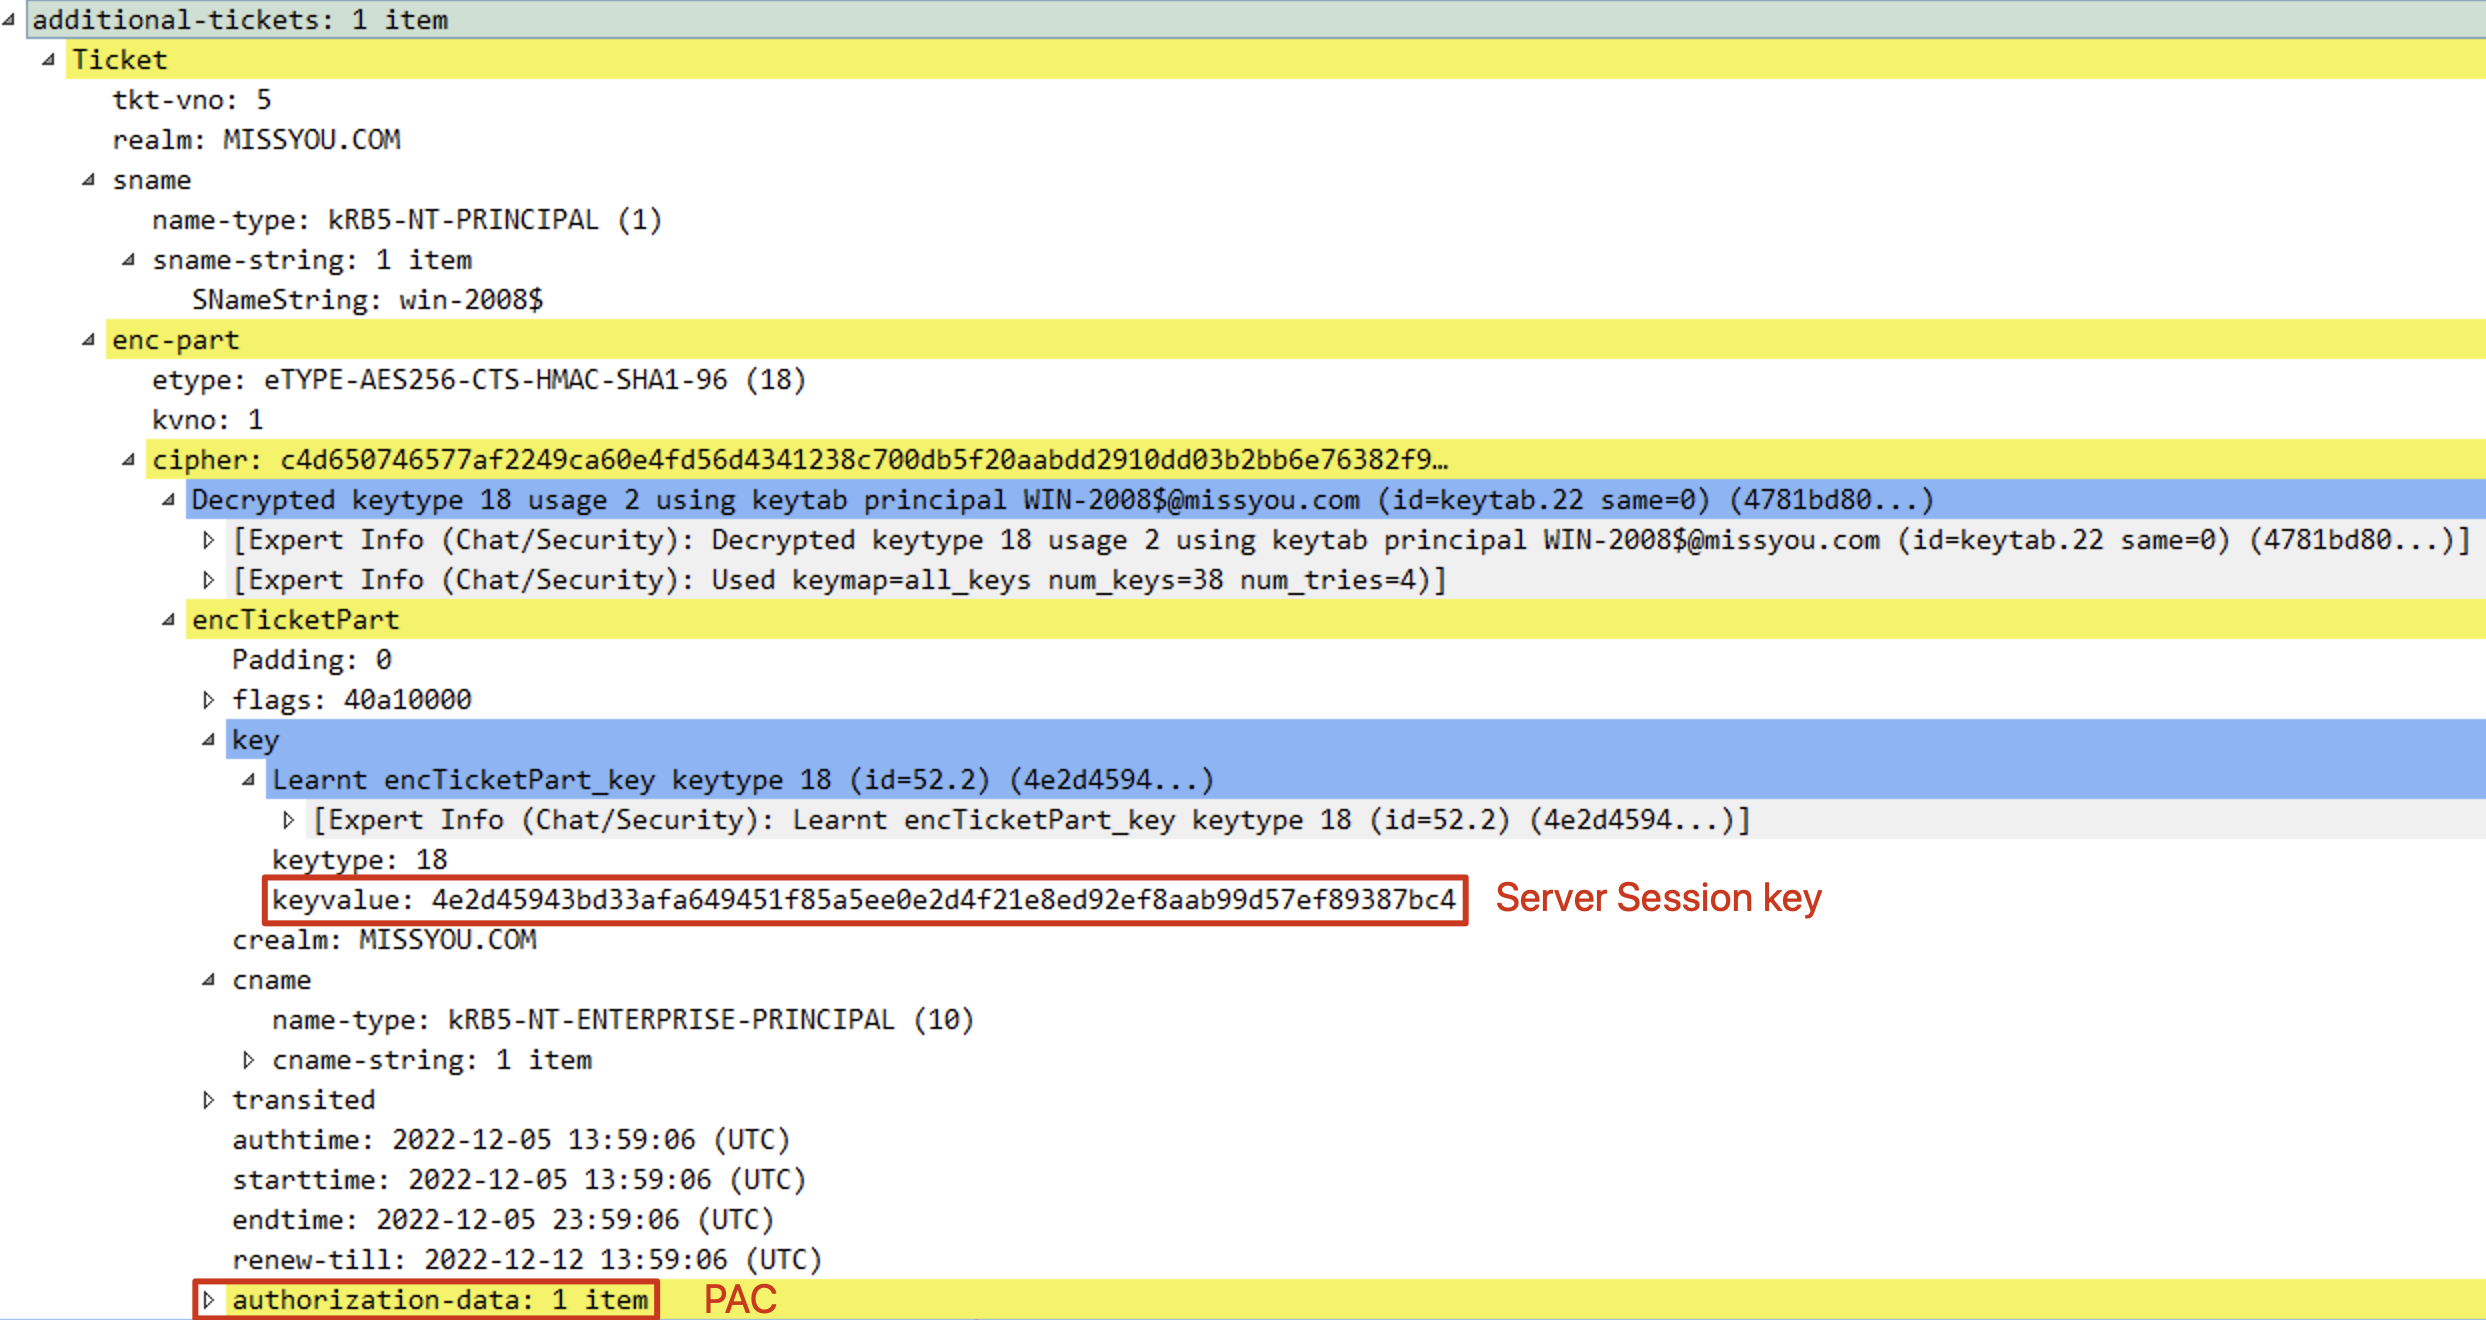 additional-tickets: 1 item
Ticket
tkt-vno: 5
realm: MISSYOU.COM
sname
name-type: kRB5-NT-PRINCIPAL (1)
sname-string: 1 item
SNameString: win-2008$
enc-part
etype: eTYPE-AES256-CTS-HMAC-SHA1-96 (18)
kvno: 1
cipher: c4d650746577af2249ca60e4fd56d4341238c700db5f20aabdd2910dd03b2bb6e76382f9…
Decrypted keytype 18 usage 2 using keytab principal WIN-2008$@missyou.com (id=keytab.22 same=0) (4781bd80...)
[Expert Info (Chat/Security): Decrypted keytype 18 usage 2 using keytab principal WIN-2008$@missyou.com (id=keytab.22 same=0) (4781bd80...)]
[Expert Info (Chat/Security): Used keymap=all_keys num_keys=38 num_tries=4)]
encTicketPart
Padding: 0
flags: 40a10000
key
Learnt encTicketPart_key keytype 18 (id=52.2) (4e2d4594...)
[Expert Info (Chat/Security): Learnt encTicketPart_key keytype 18 (id=52.2) (4e2d4594...)]
keytype: 18
keyvalue: 4e2d45943bd33afa649451f85a5ee0e2d4f21e8ed92ef8aab99d57ef89387bc4 Server Session key
crealm: MISSYOU.COM
cname
name-type: kRB5-NT-ENTERPRISE-PRINCIPAL (10)
cname-string: 1 item
transited
authtime: 2022-12-05 13:59:06 (UTC)
starttime: 2022-12-05 13:59:06 (UTC)
endtime: 2022-12-05 23:59:06 (UTC)
renew-till: 2022-12-12 13:59:06 (UTC)
authorization-data: 1 item PAC